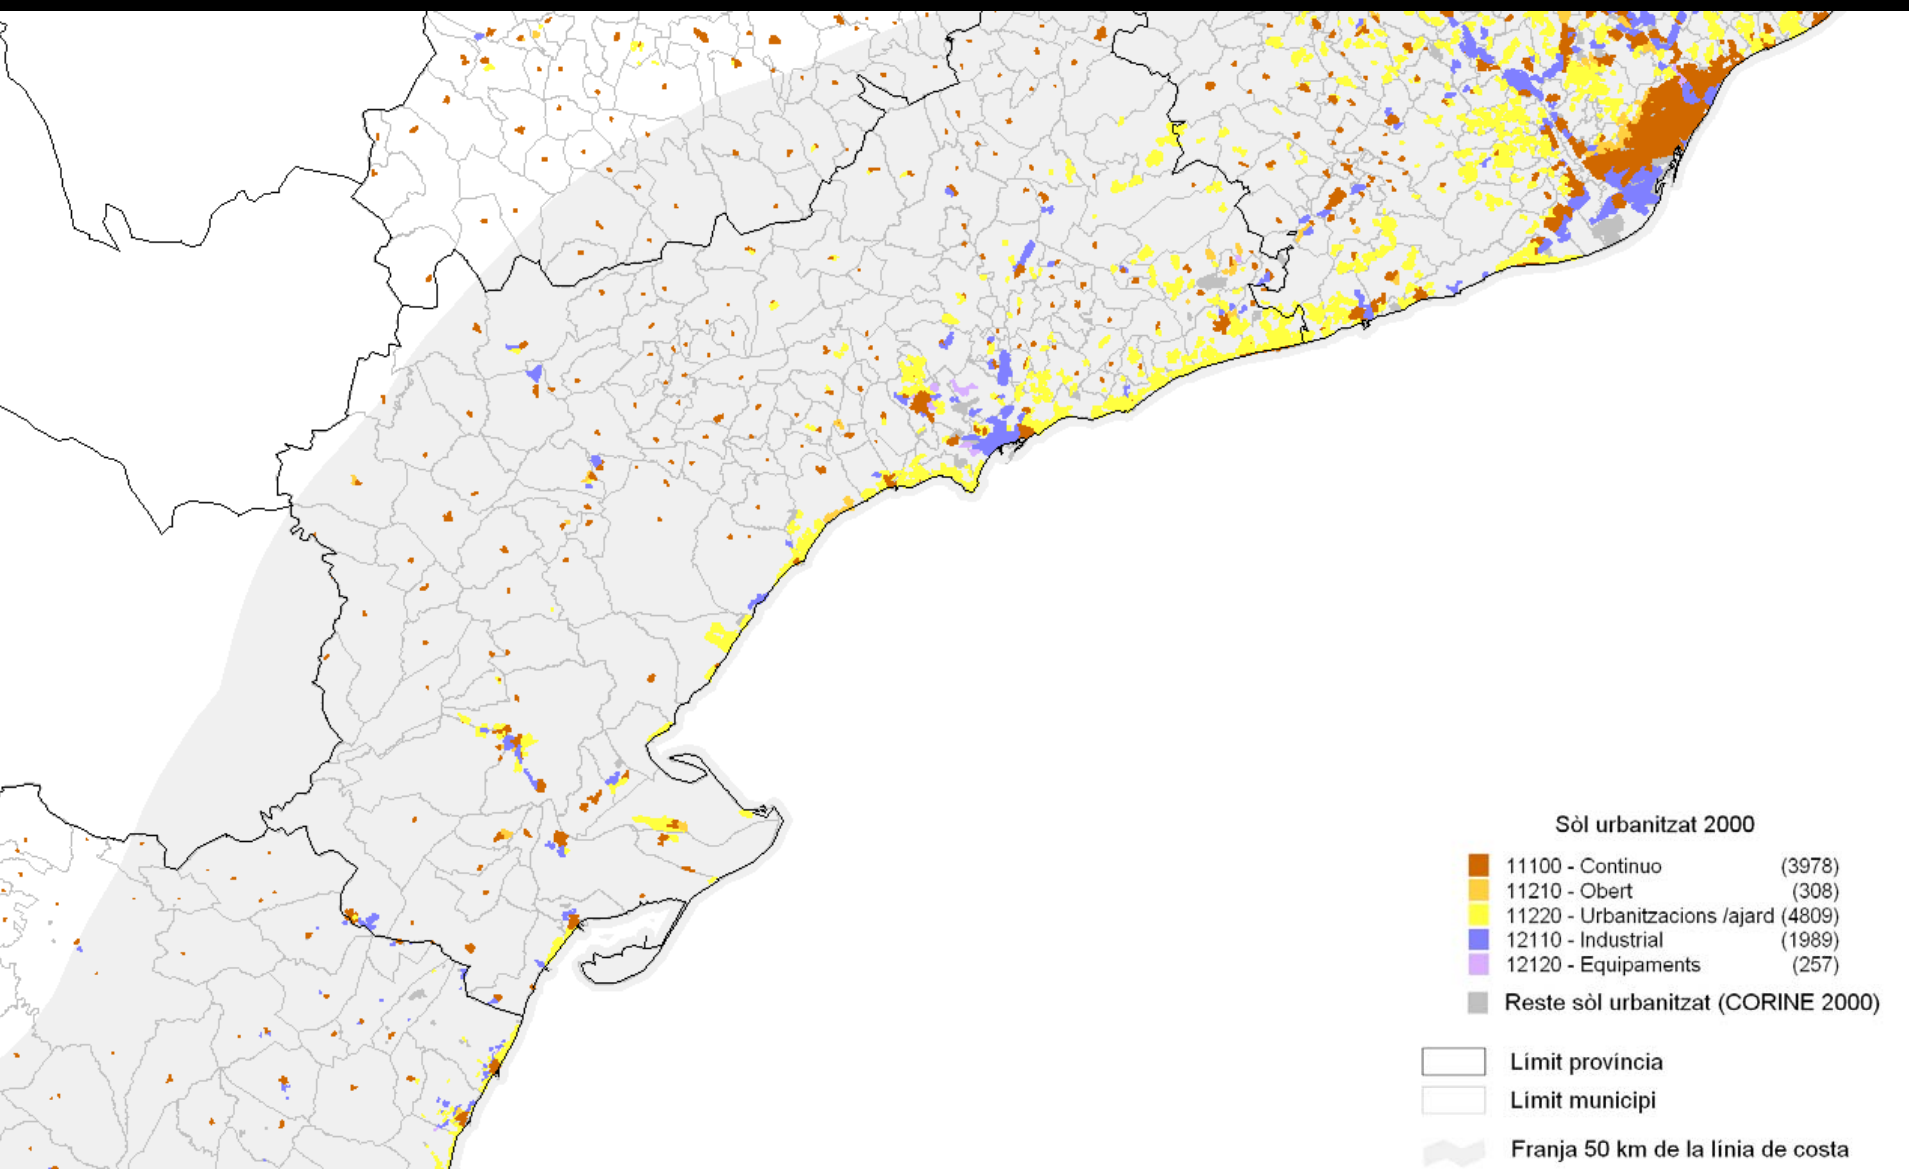 Sòl urbanitzat 2000
11100 - Continuo (3978)
11210 - Obert (308)
11220 - Urbanitzacions /ajard (4809)
12110 - Industrial (1989)
12120 - Equipaments (257)
Reste sòl urbanitzat (CORINE 2000)
Límit província
Límit municipi
Franja 50 km de la línia de costa